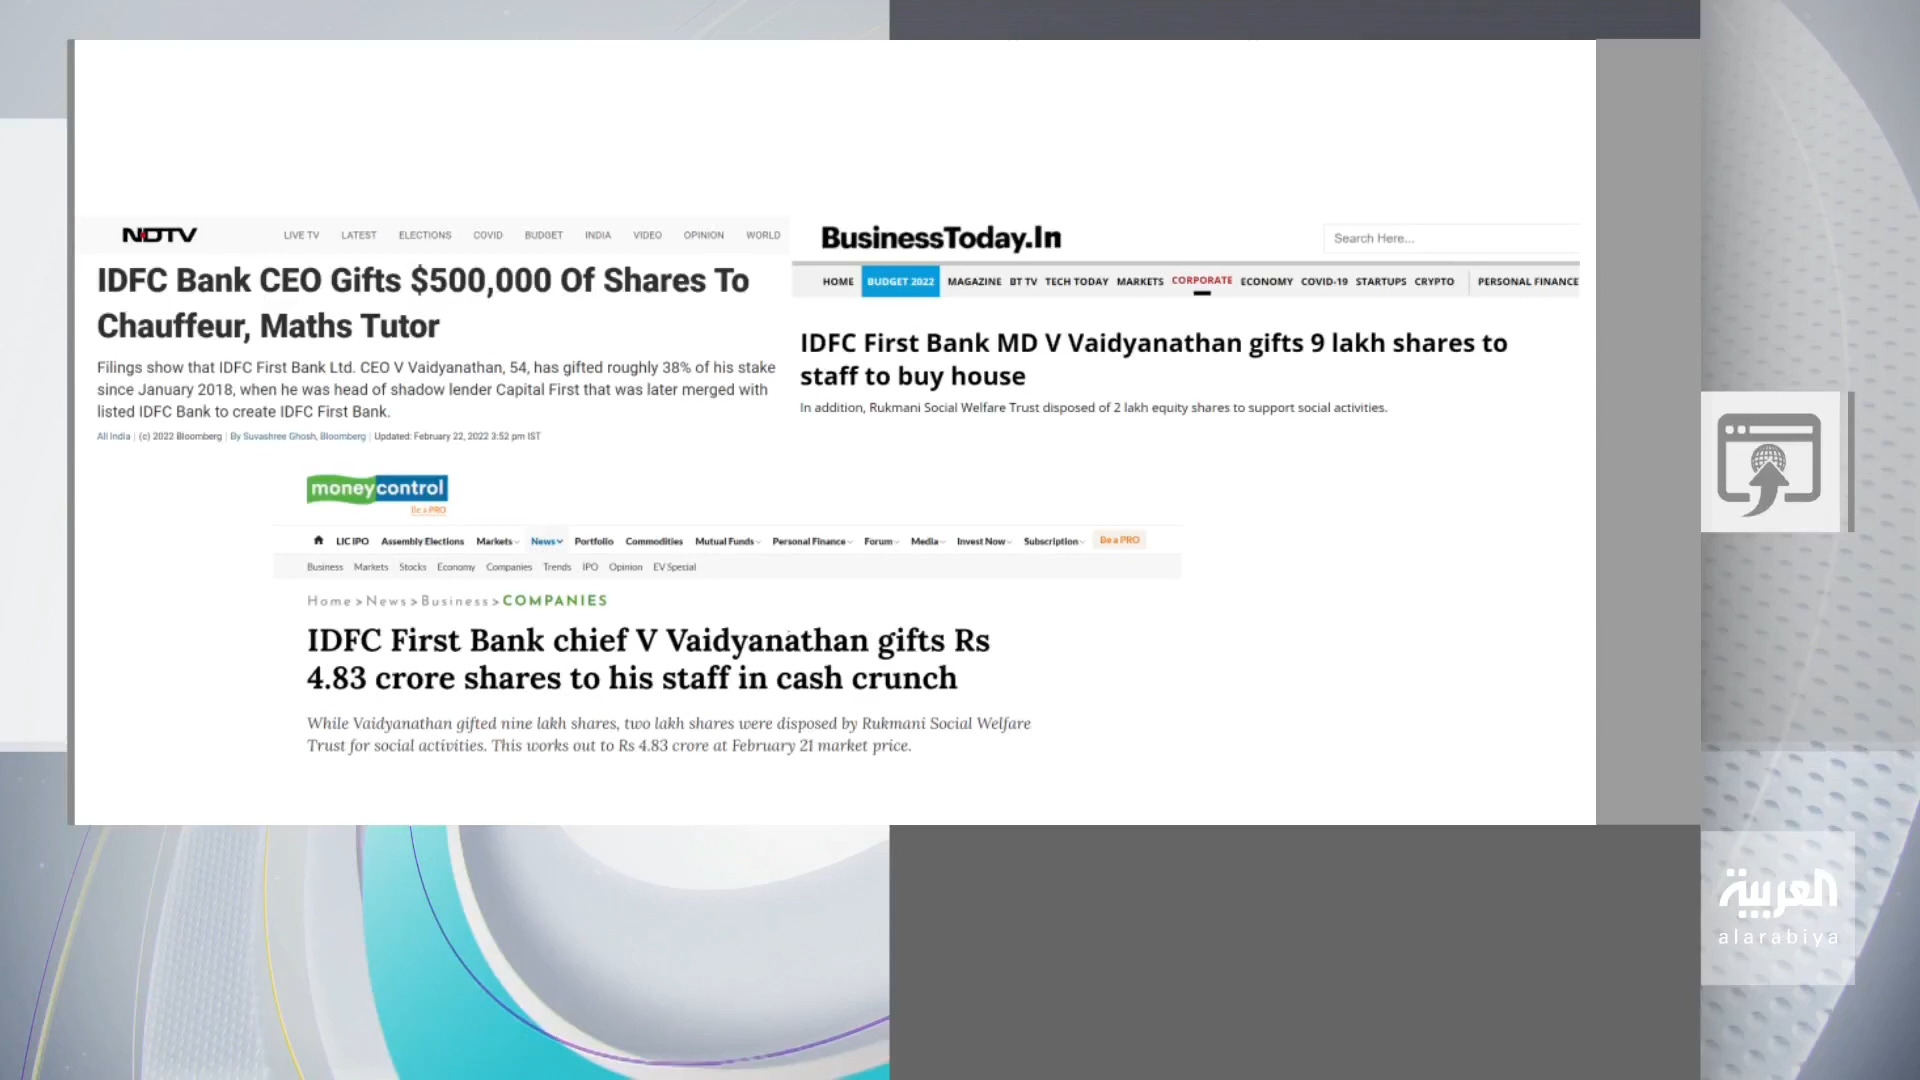 NDTV
LIVE TV LATEST ELECTIONS COVID BUDGET INDIA VIDEO OPINION WORLD
IDFC Bank CEO Gifts $500,000 Of Shares To
Chauffeur, Maths Tutor
Filings show that IDFC First Bank Ltd. CEO V Vaidyanathan, 54, has gifted roughly 38% of his stake
since January 2018, when he was head of shadow lender Capital First that was later merged with
listed IDFC Bank to create IDFC First Bank.
All India | (c) 2022 Bloomberg | By Suvashree Ghosh, Bloomberg | Updated: February 22, 2022 3:52 pm IST
BusinessToday.In
Search Here...
HOME BUDGET 2022 MAGAZINE BT TV TECH TODAY MARKETS CORPORATE ECONOMY COVID-19 STARTUPS CRYPTO PERSONAL FINANCE
IDFC First Bank MD V Vaidyanathan gifts 9 lakh shares to
staff to buy house
In addition, Rukmani Social Welfare Trust disposed of 2 lakh equity shares to support social activities.
moneycontrol
Be a PRO
LIC IPO Assembly Elections Markets News Portfolio Commodities Mutual Funds Personal Finance Forum Media Invest Now Subscription Be a PRO
Business Markets Stocks Economy Companies Trends IPO Opinion EV Special
Home > News > Business > COMPANIES
IDFC First Bank chief V Vaidyanathan gifts Rs
4.83 crore shares to his staff in cash crunch
While Vaidyanathan gifted nine lakh shares, two lakh shares were disposed by Rukmani Social Welfare
Trust for social activities. This works out to Rs 4.83 crore at February 21 market price.
العربية
alarabiya